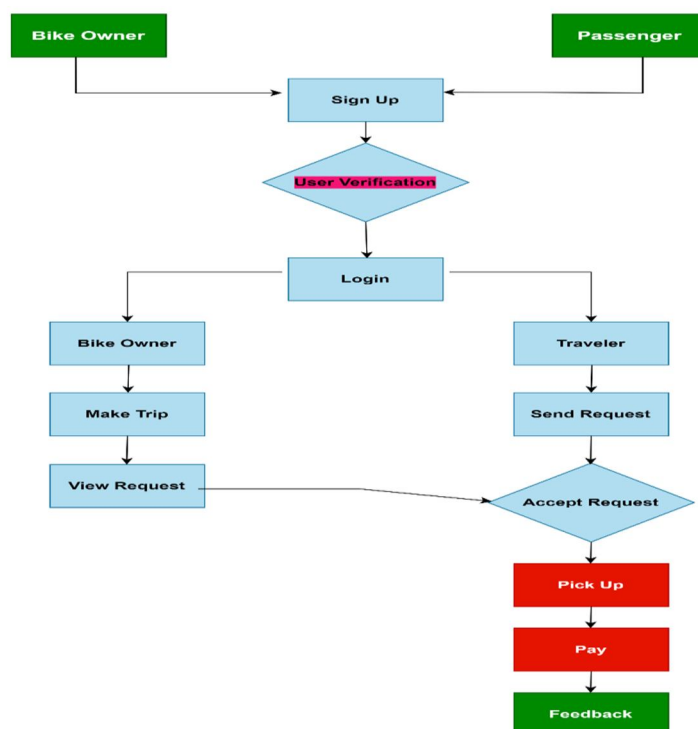 Bike Owner
Passenger
Sign Up
User Verification
Login
Bike Owner
Traveler
Make Trip
Send Request
View Request
Accept Request
Pick Up
Pay
Feedback